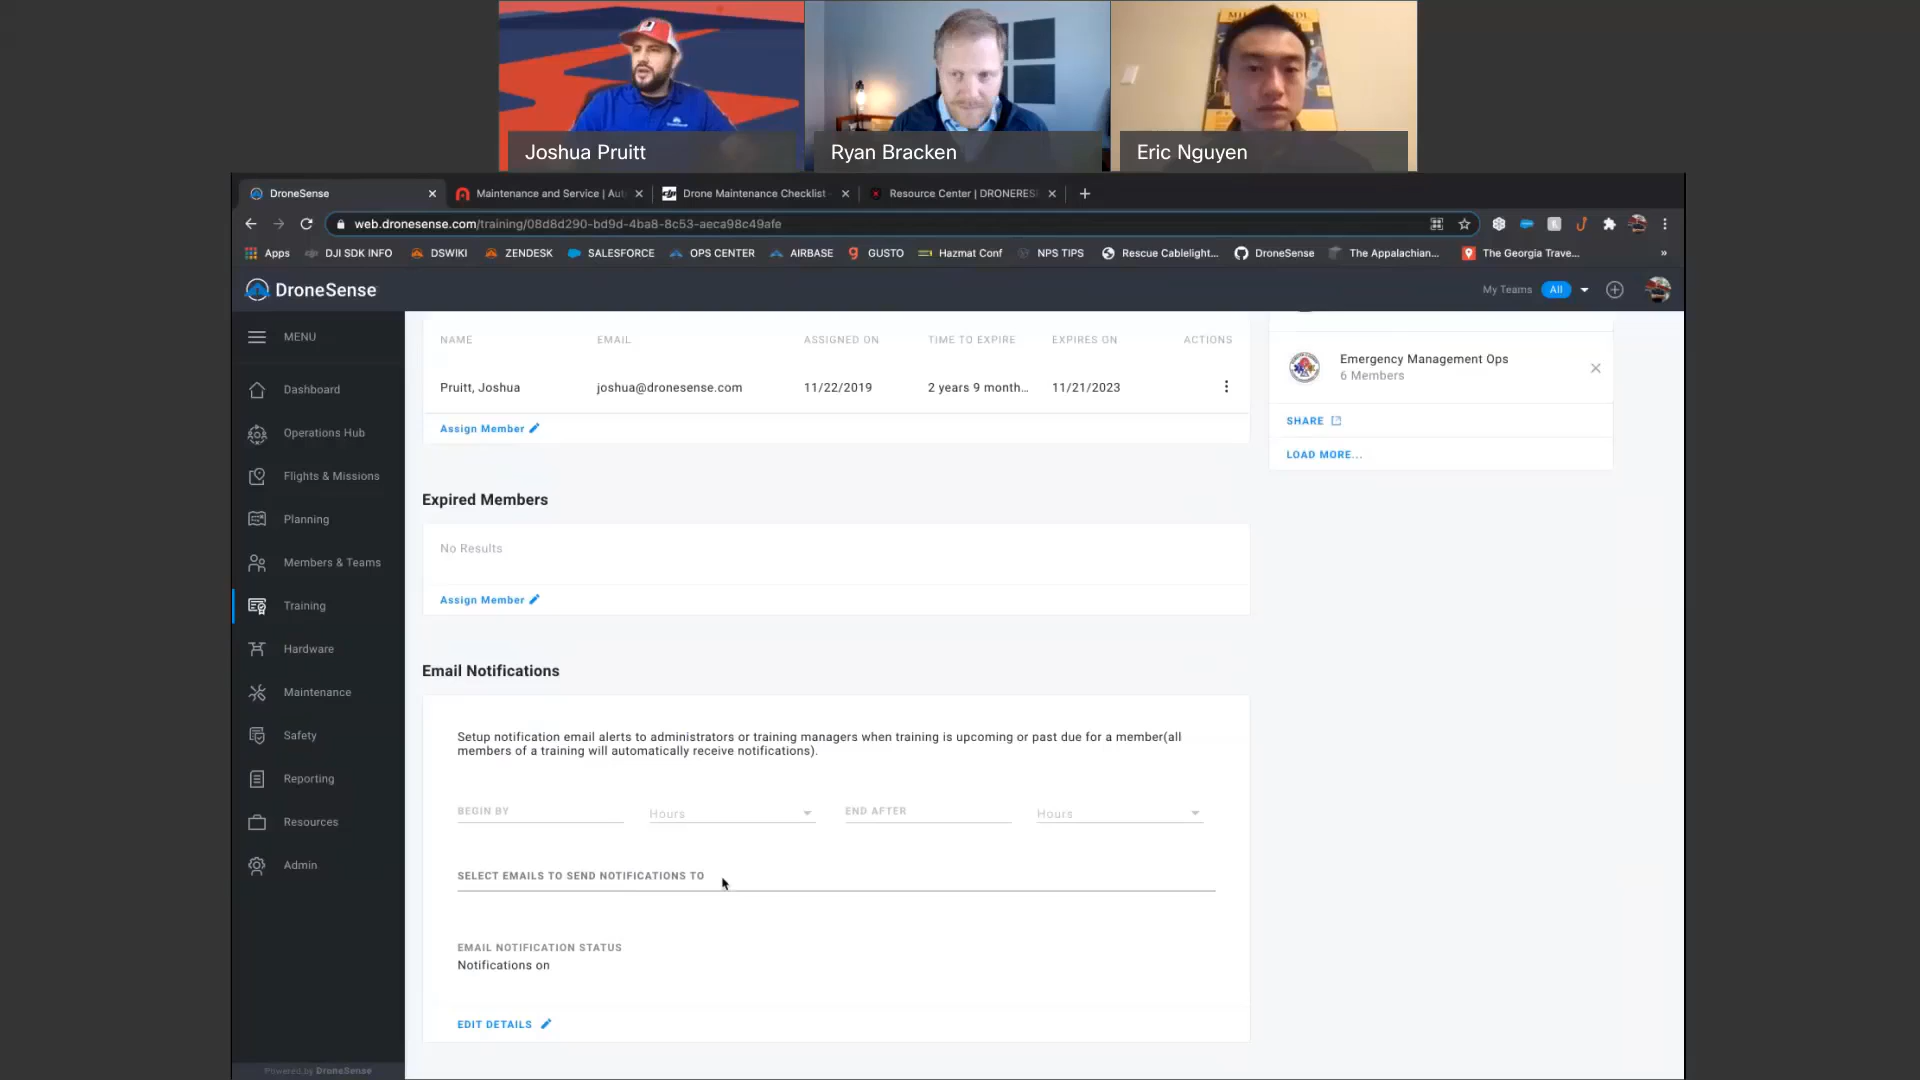 Joshua Pruitt
Ryan Bracken
Eric Nguyen
DroneSense
Maintenance and Service | Aut
Drone Maintenance Checklist
Resource Center | DRONERES
web.dronesense.com/training/08d8d290-bd9d-4ba8-8c53-aeca98c49afe
Apps
DJI SDK INFO
DSWIKI
ZENDESK
SALESFORCE
OPS CENTER
AIRBASE
GUSTO
Hazmat Conf
NPS TIPS
Rescue Cablelight...
DroneSense
The Appalachian...
The Georgia Trave...
»
DroneSense
My Teams All
MENU
Dashboard
Operations Hub
Flights & Missions
Planning
Members & Teams
Training
Hardware
Maintenance
Safety
Reporting
Resources
Admin
Powered by DroneSense
NAME EMAIL ASSIGNED ON TIME TO EXPIRE EXPIRES ON ACTIONS
Pruitt, Joshua joshua@dronesense.com 11/22/2019 2 years 9 month... 11/21/2023
Assign Member
Expired Members
No Results
Assign Member
Email Notifications
Setup notification email alerts to administrators or training managers when training is upcoming or past due for a member(all
members of a training will automatically receive notifications).
BEGIN BY Hours END AFTER Hours
SELECT EMAILS TO SEND NOTIFICATIONS TO
EMAIL NOTIFICATION STATUS
Notifications on
EDIT DETAILS
Emergency Management Ops
6 Members
SHARE
LOAD MORE...